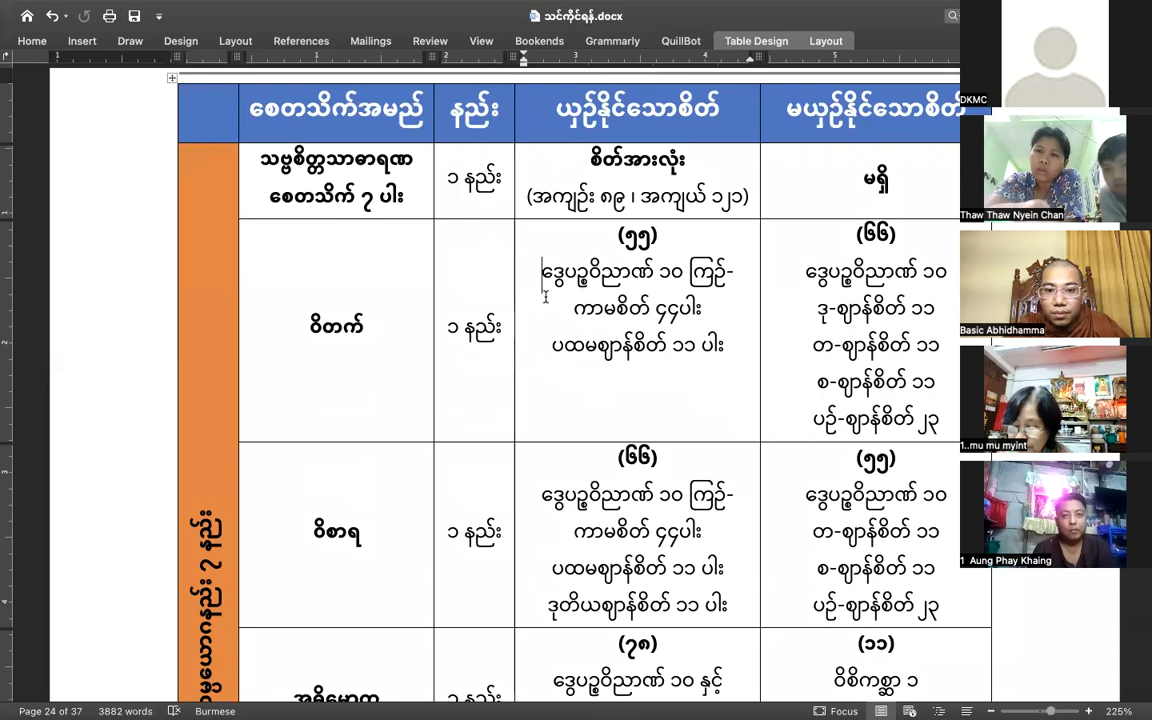 သင်ကိုင်ရန်.docx
Home Insert Draw Design Layout References Mailings Review View Bookends Grammarly QuillBot Table Design Layout
စေတသိက်အမည် နည်း ယှဉ်နိုင်သောစိတ် မယှဉ်နိုင်သောစိတ်
သဗ္ဗစိတ္တသာဓာရဏ
စေတသိက် ၇ ပါး
၁ နည်း
စိတ်အားလုံး
(အကျဉ်း ၈၉ ၊ အကျယ် ၁၂၁)
မရှိ
ဝိတက်
၁ နည်း
(၅၅)
ဒွေပဉ္စဝိညာဏ် ၁၀ ကြဉ်-
ကာမစိတ် ၄၄ပါး
ပထမဈာန်စိတ် ၁၁ ပါး
(၆၆)
ဒွေပဉ္စဝိညာဏ် ၁၀
ဒု-ဈာန်စိတ် ၁၁
တ-ဈာန်စိတ် ၁၁
စ-ဈာန်စိတ် ၁၁
ပဉ်-ဈာန်စိတ် ၂၃
ဝိစာရ
၁ နည်း
(၆၆)
ဒွေပဉ္စဝိညာဏ် ၁၀ ကြဉ်-
ကာမစိတ် ၄၄ပါး
ပထမဈာန်စိတ် ၁၁ ပါး
ဒုတိယဈာန်စိတ် ၁၁ ပါး
(၅၅)
ဒွေပဉ္စဝိညာဏ် ၁၀
တ-ဈာန်စိတ် ၁၁
စ-ဈာန်စိတ် ၁၁
ပဉ်-ဈာန်စိတ် ၂၃
(၇၈)
ဒွေပဉ္စဝိညာဏ် ၁၀ နှင့်
(၁၁)
ဝိစိကစ္ဆာ ၁
DKMC
Thaw Thaw Nyein Chan
Basic Abhidhamma
1..mu mu myint
1 Aung Phay Khaing
Page 24 of 37 3882 words Burmese Focus 225%